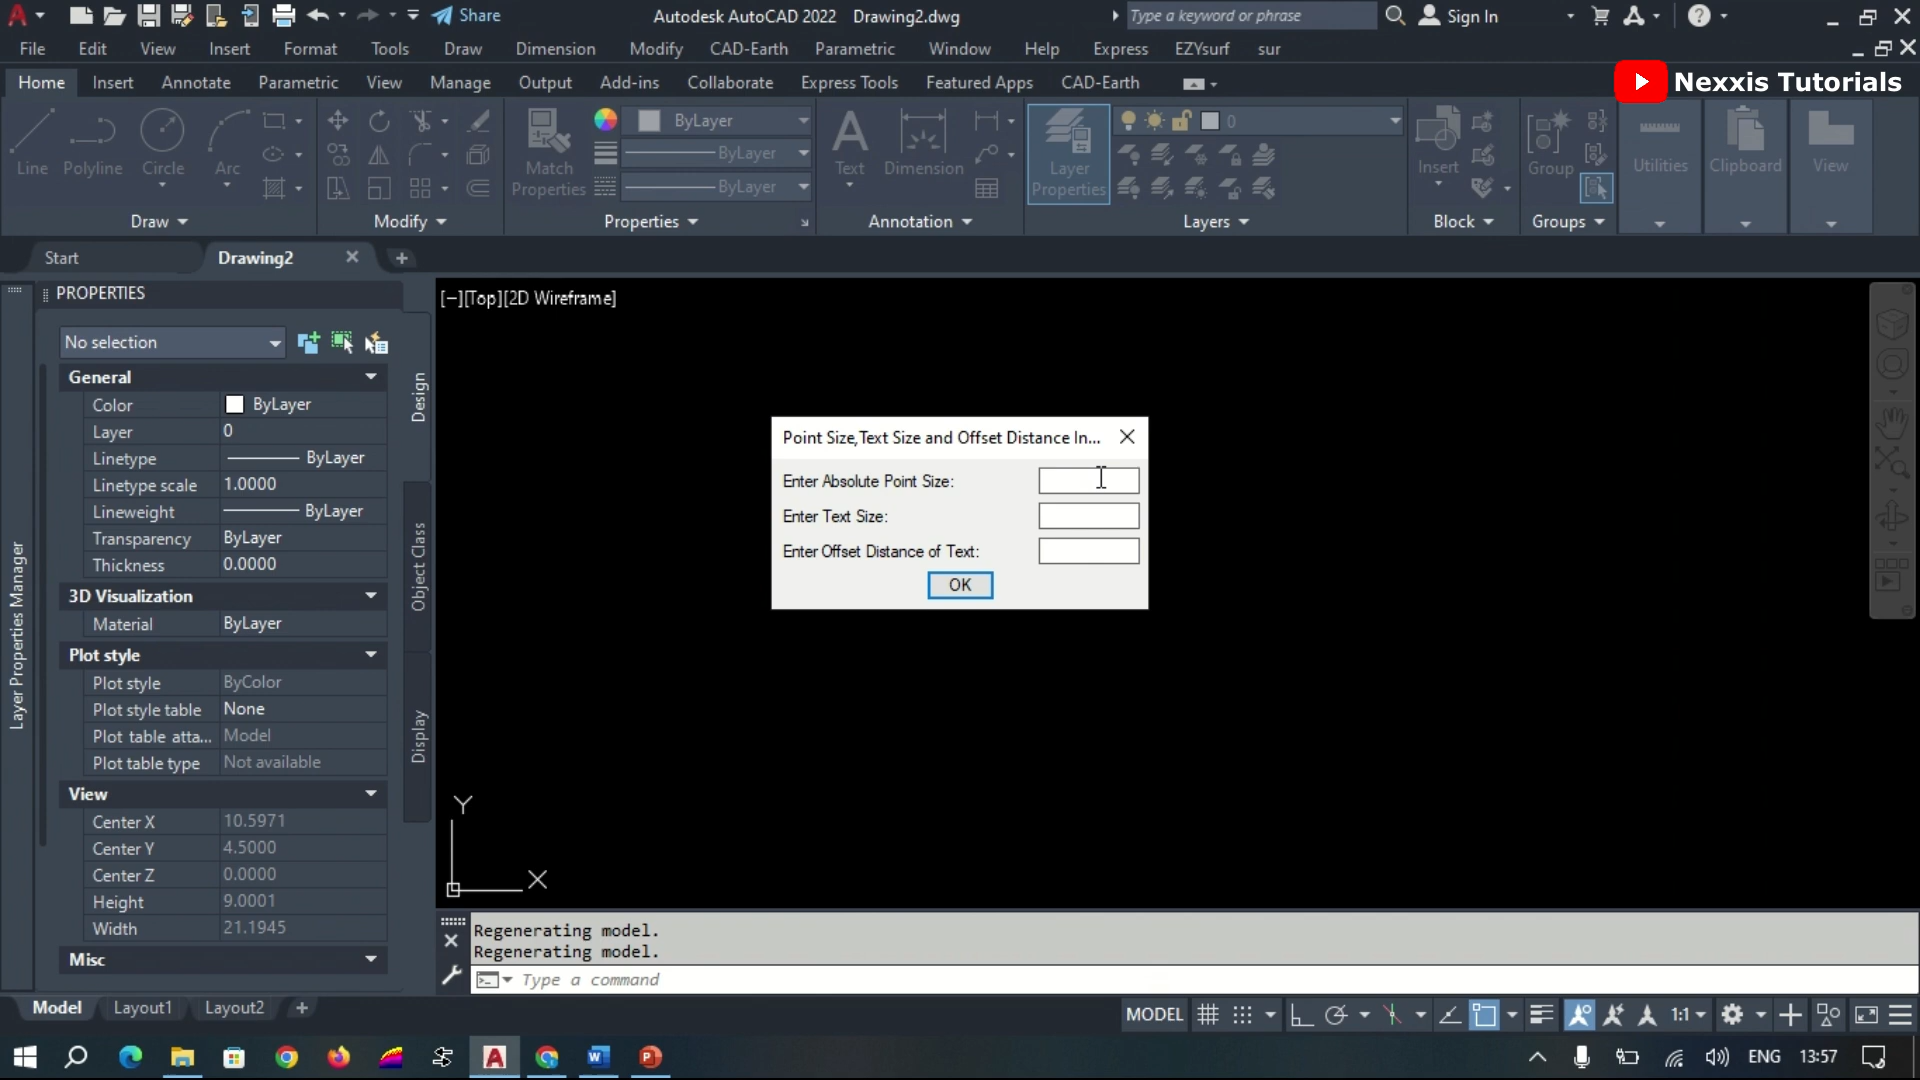 Share
Autodesk AutoCAD 2022 Drawing2.dwg
Type a keyword or phrase
Sign In
File Edit View Insert Format Tools Draw Dimension Modify CAD-Earth Parametric Window Help Express EZYsurf sur
Home Insert Annotate Parametric View Manage Output Add-ins Collaborate Express Tools Featured Apps CAD-Earth
Nexxis Tutorials
Line Polyline Circle Arc
Match Properties
ByLayer
ByLayer
ByLayer
Text Dimension
Layer Properties
0
Insert
Group
Utilities
Clipboard
View
Draw Modify Properties Annotation Layers Block Groups
Start
Drawing2
PROPERTIES
No selection
General
Color ByLayer
Layer 0
Linetype ByLayer
Linetype scale 1.0000
Lineweight ByLayer
Transparency ByLayer
Thickness 0.0000
3D Visualization
Material ByLayer
Plot style
Plot style ByColor
Plot style table None
Plot table atta... Model
Plot table type Not available
View
Center X 10.5971
Center Y 4.5000
Center Z 0.0000
Height 9.0001
Width 21.1945
Misc
Design
Object Class
Display
Layer Properties Manager
[−][Top][2D Wireframe]
Point Size,Text Size and Offset Distance In...
Enter Absolute Point Size:
Enter Text Size:
Enter Offset Distance of Text:
OK
Y
X
Regenerating model.
Regenerating model.
Type a command
Model Layout1 Layout2
MODEL
1:1
ENG 13:57